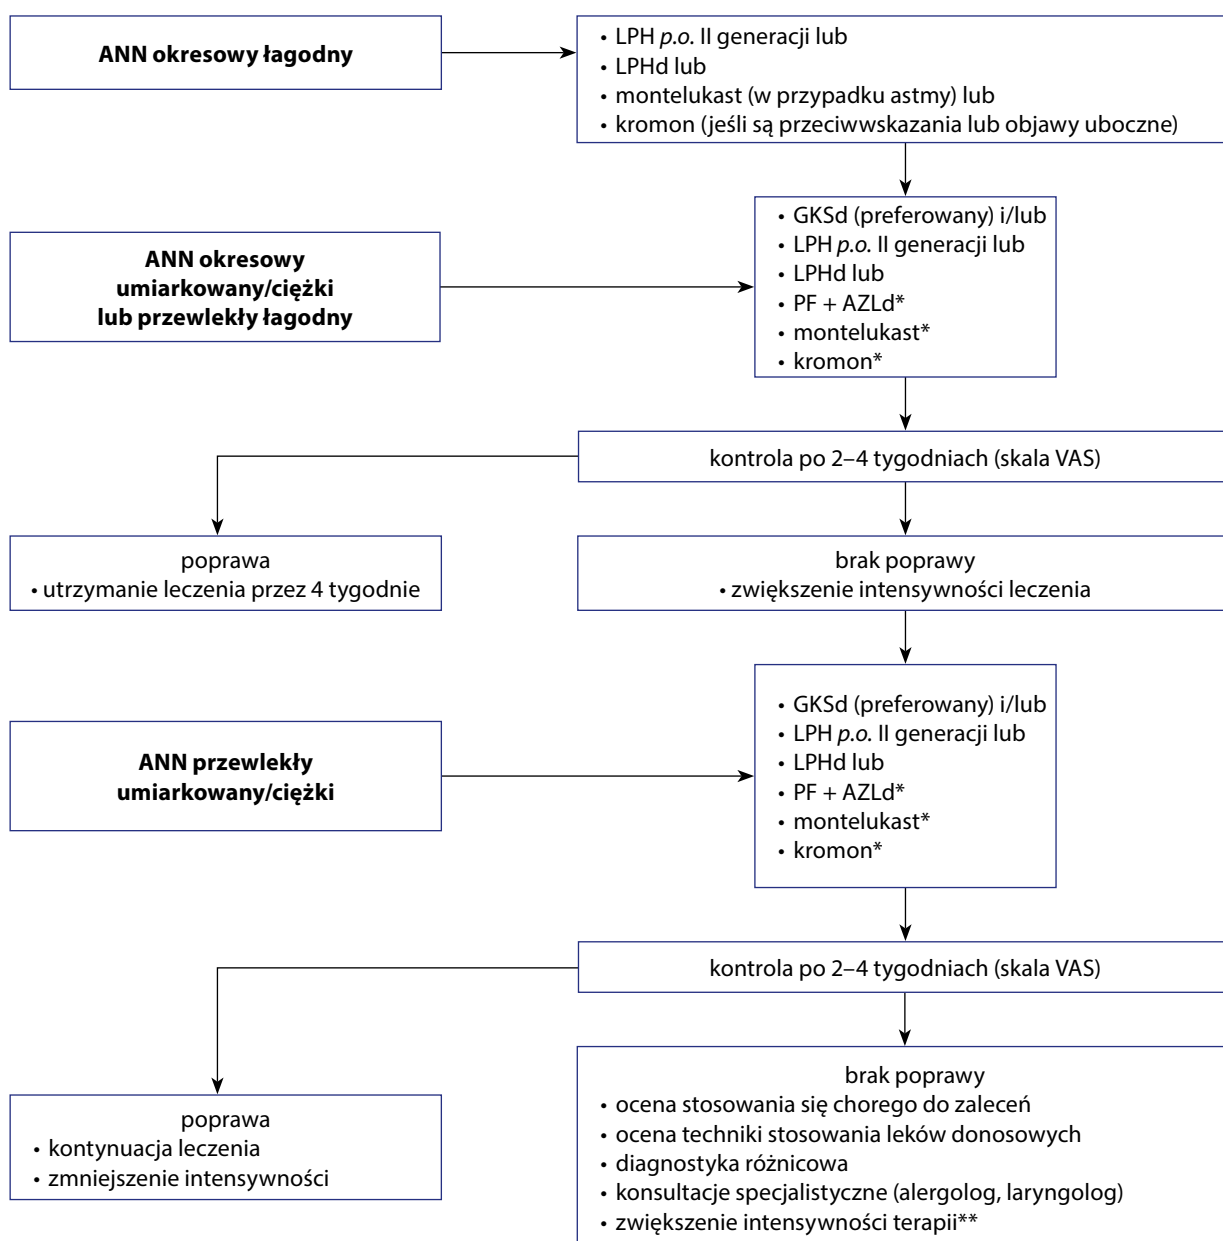 ANN okresowy łagodny
• LPH p.o. II generacji lub
• LPHd lub
• montelukast (w przypadku astmy) lub
• kromon (jeśli są przeciwwskazania lub objawy uboczne)
ANN okresowy
umiarkowany/ciężki
lub przewlekły łagodny
• GKSd (preferowany) i/lub
• LPH p.o. II generacji lub
• LPHd lub
• PF + AZLd*
• montelukast*
• kromon*
kontrola po 2–4 tygodniach (skala VAS)
poprawa
• utrzymanie leczenia przez 4 tygodnie
brak poprawy
• zwiększenie intensywności leczenia
ANN przewlekły
umiarkowany/ciężki
• GKSd (preferowany) i/lub
• LPH p.o. II generacji lub
• LPHd lub
• PF + AZLd*
• montelukast*
• kromon*
kontrola po 2–4 tygodniach (skala VAS)
poprawa
• kontynuacja leczenia
• zmniejszenie intensywności
brak poprawy
• ocena stosowania się chorego do zaleceń
• ocena techniki stosowania leków donosowych
• diagnostyka różnicowa
• konsultacje specjalistyczne (alergolog, laryngolog)
• zwiększenie intensywności terapii**